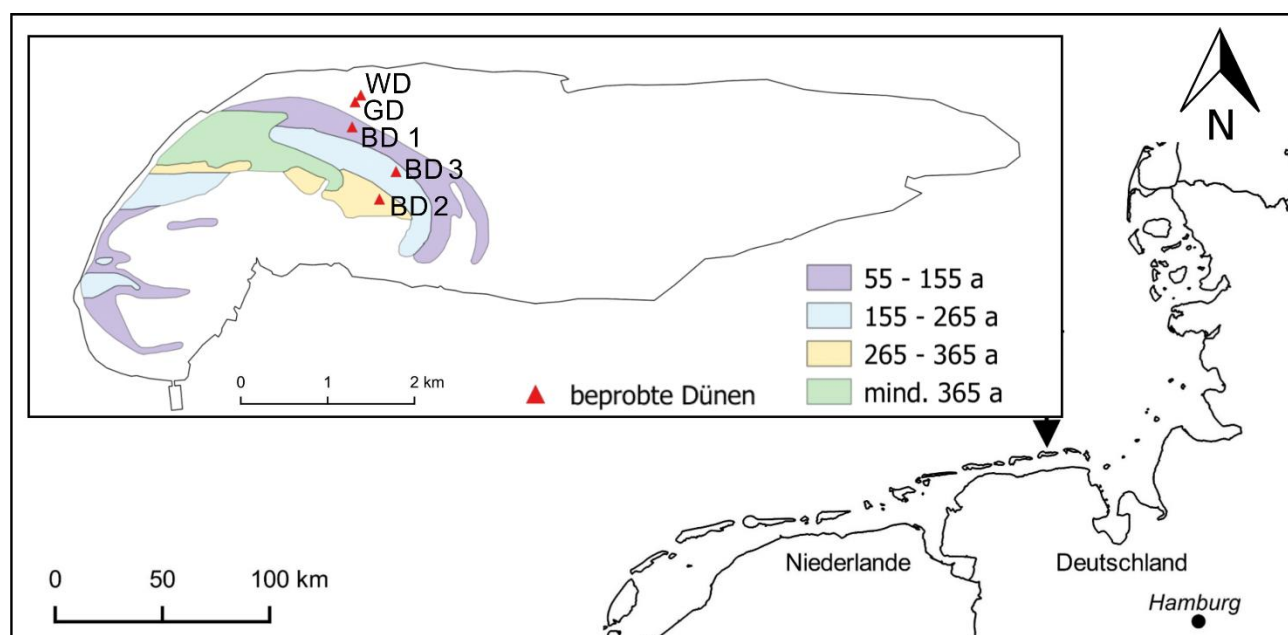 WD
GD
BD 1
BD 3
BD 2
55 - 155 a
155 - 265 a
265 - 365 a
mind. 365 a
0 1 2 km
beprobte Dünen
N
0 50 100 km
Niederlande
Deutschland
Hamburg